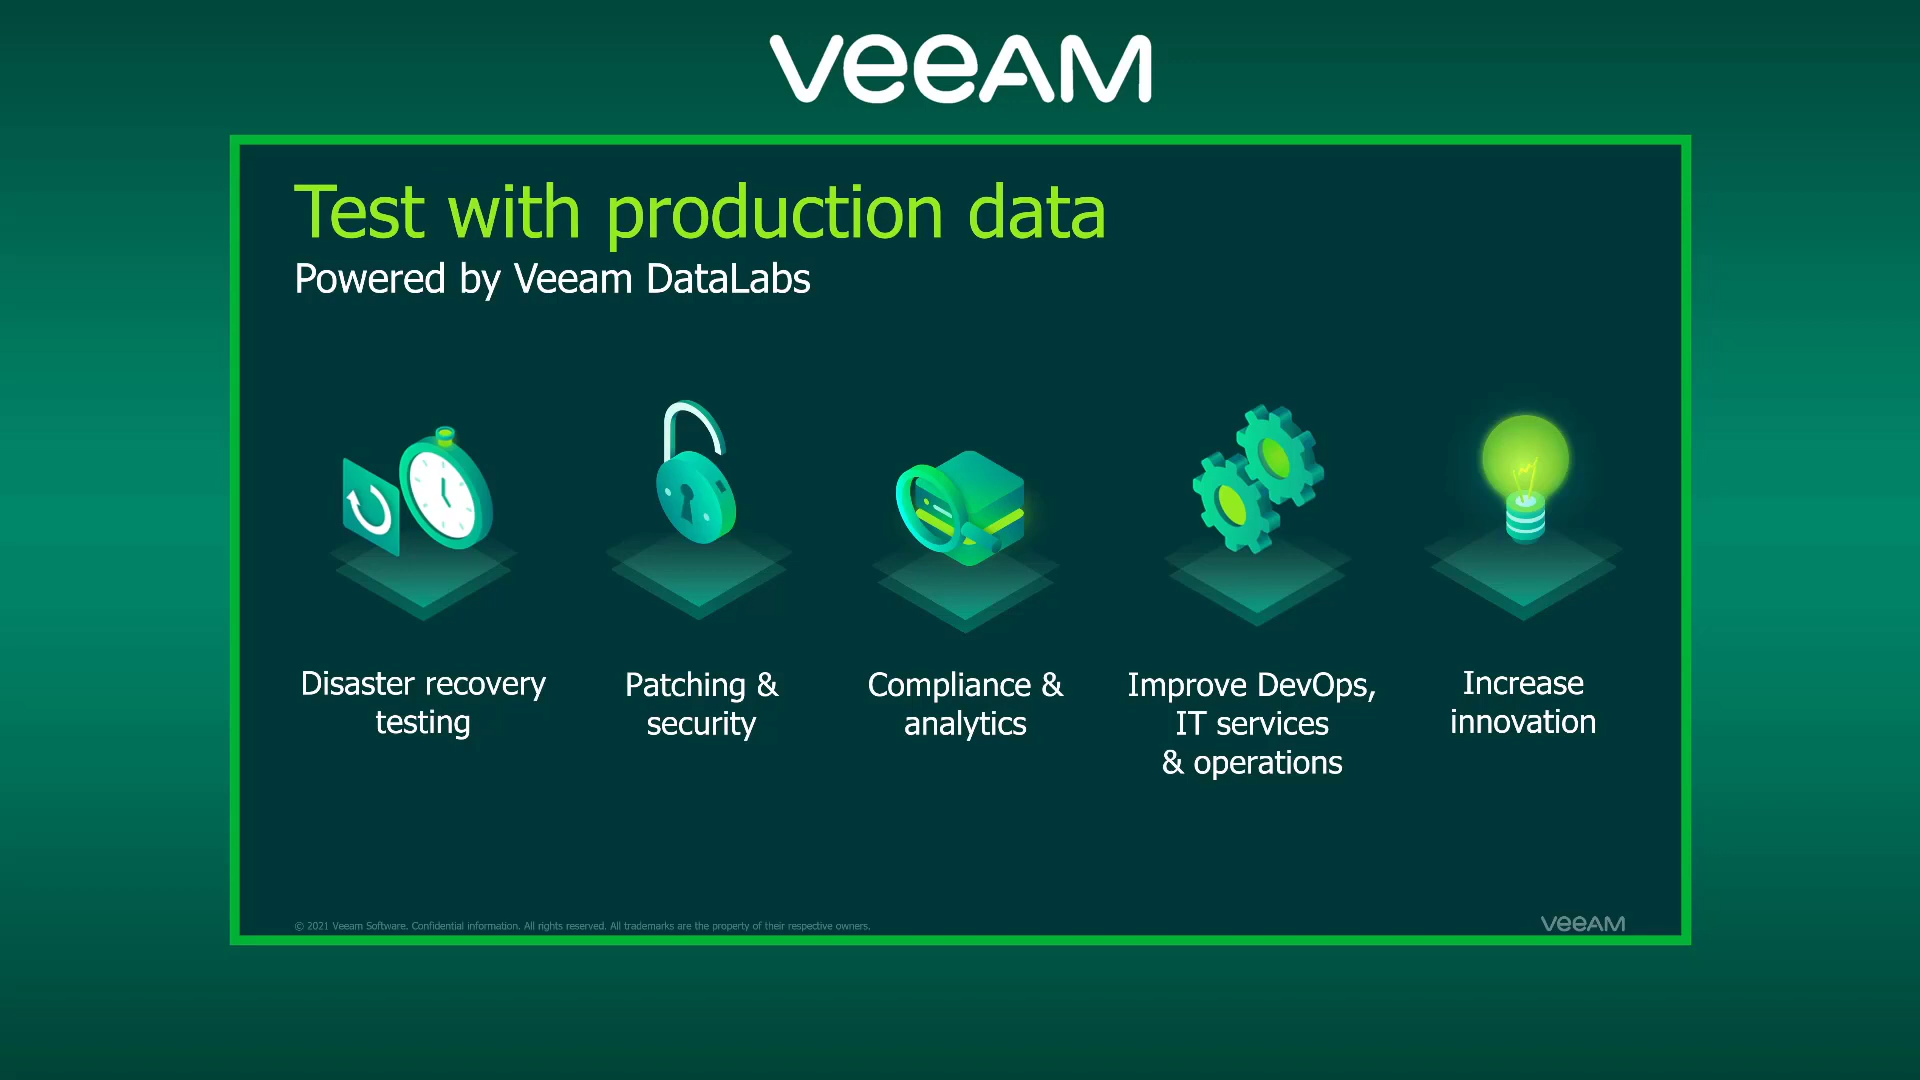 veeAM
Test with production data
Powered by Veeam DataLabs
Disaster recovery
testing
Patching &
security
Compliance &
analytics
Improve DevOps,
IT services
& operations
Increase
innovation
© 2021 Veeam Software. Confidential information. All rights reserved. All trademarks are the property of their respective owners.
veeAM